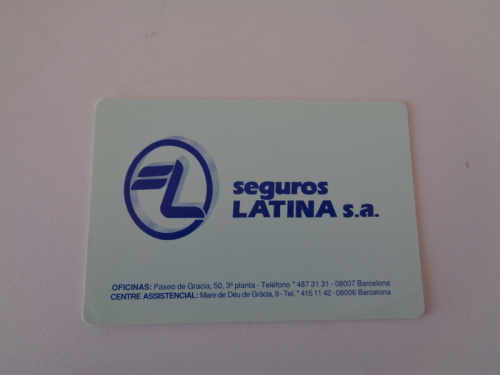 seguros
LATINA s.a.
OFICINAS: Paseo de Gracia, 50, 3º planta - Teléfono * 487 31 31 - 08007 Barcelona
CENTRE ASSISTENCIAL: Mare de Déu de Gràcia, 9 - Tel. * 415 11 42 - 08006 Barcelona